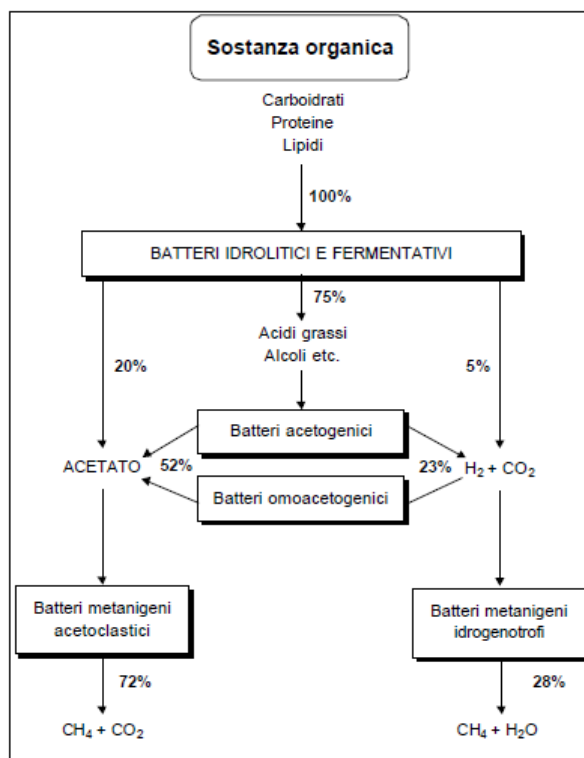 Sostanza organica
Carboidrati
Proteine
Lipidi
100%
BATTERI IDROLITICI E FERMENTATIVI
75%
Acidi grassi
Alcoli etc.
20%
5%
Batteri acetogenici
ACETATO
52%
23%
H₂ + CO₂
Batteri omoacetogenici
Batteri metanigeni
acetoclastici
Batteri metanigeni
idrogenotrofi
72%
28%
CH₄ + CO₂
CH₄ + H₂O